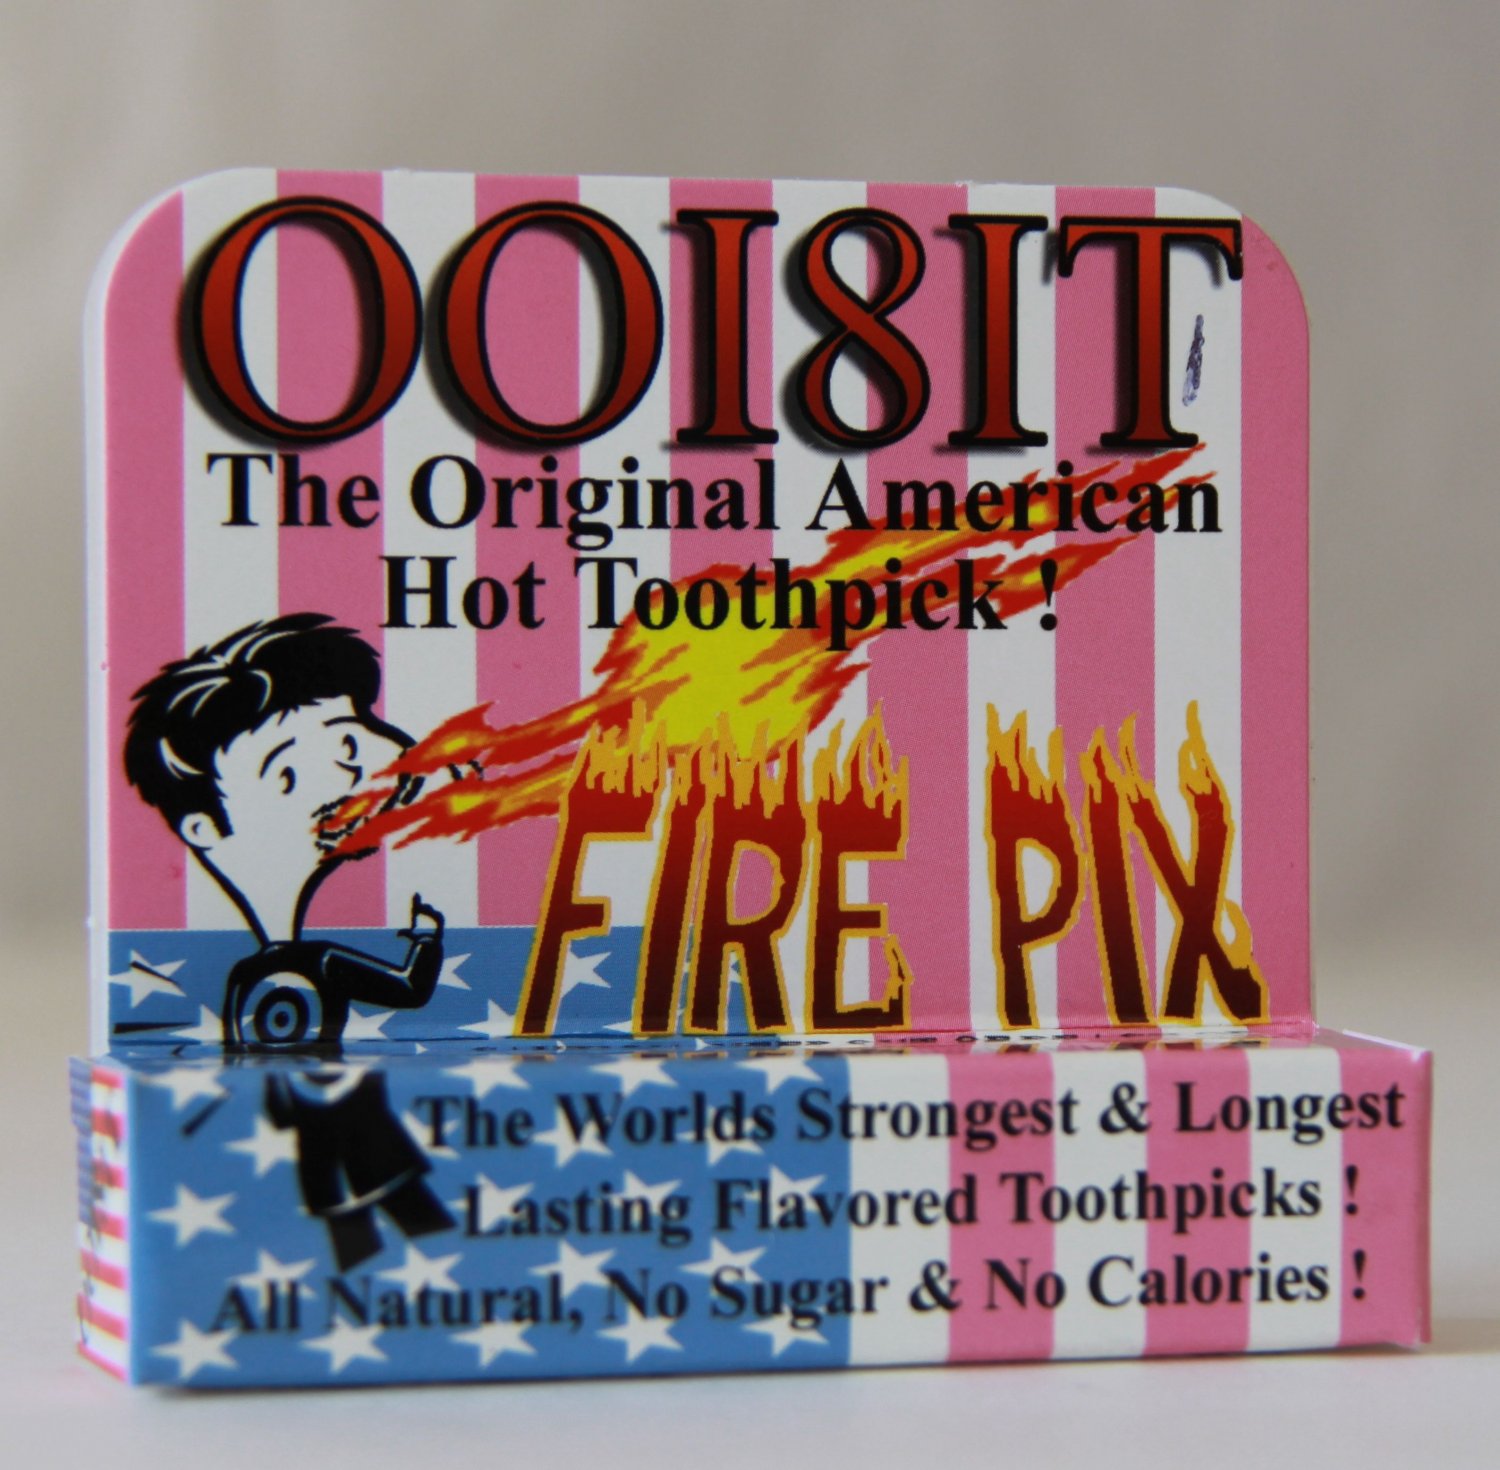 OOI8IT
The Original American
Hot Toothpick !
FIRE PIX
The Worlds Strongest & Longest
Lasting Flavored Toothpicks !
All Natural, No Sugar & No Calories !